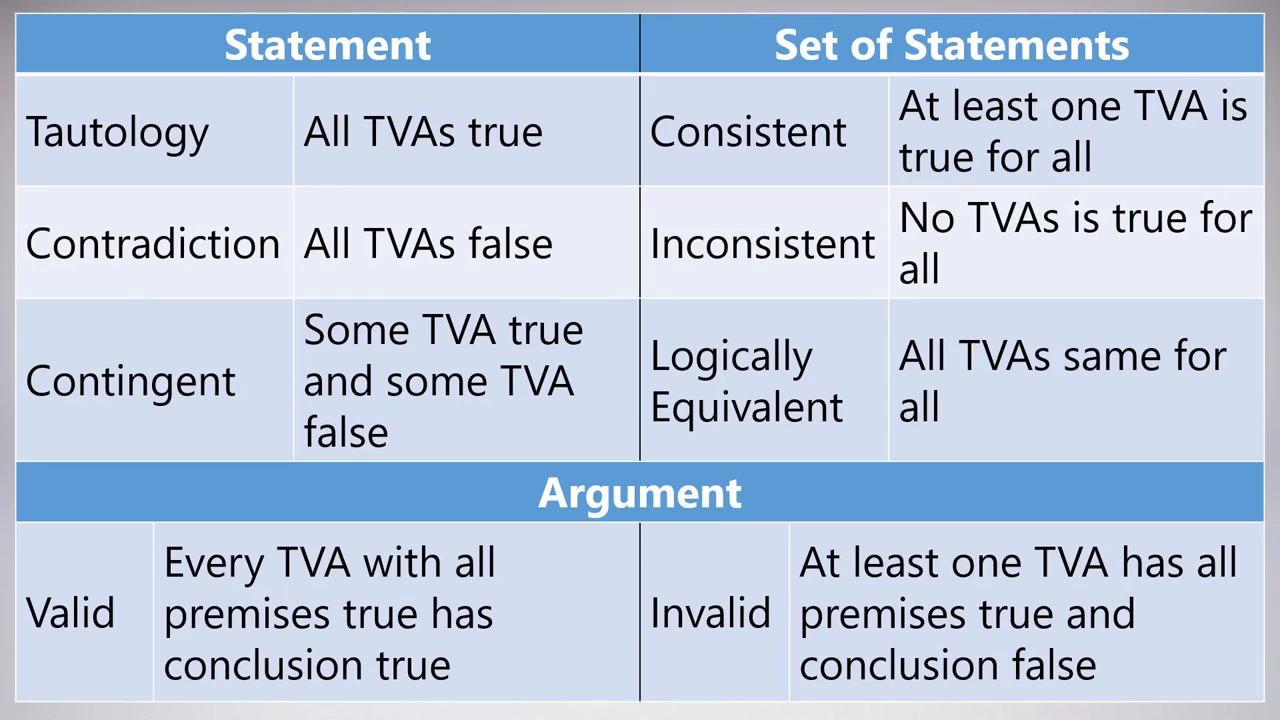 Statement
Set of Statements
Tautology
All TVAs true
Consistent
At least one TVA is
true for all
Contradiction
All TVAs false
Inconsistent
No TVAs is true for
all
Contingent
Some TVA true
and some TVA
false
Logically
Equivalent
All TVAs same for
all
Argument
Valid
Every TVA with all
premises true has
conclusion true
Invalid
At least one TVA has all
premises true and
conclusion false